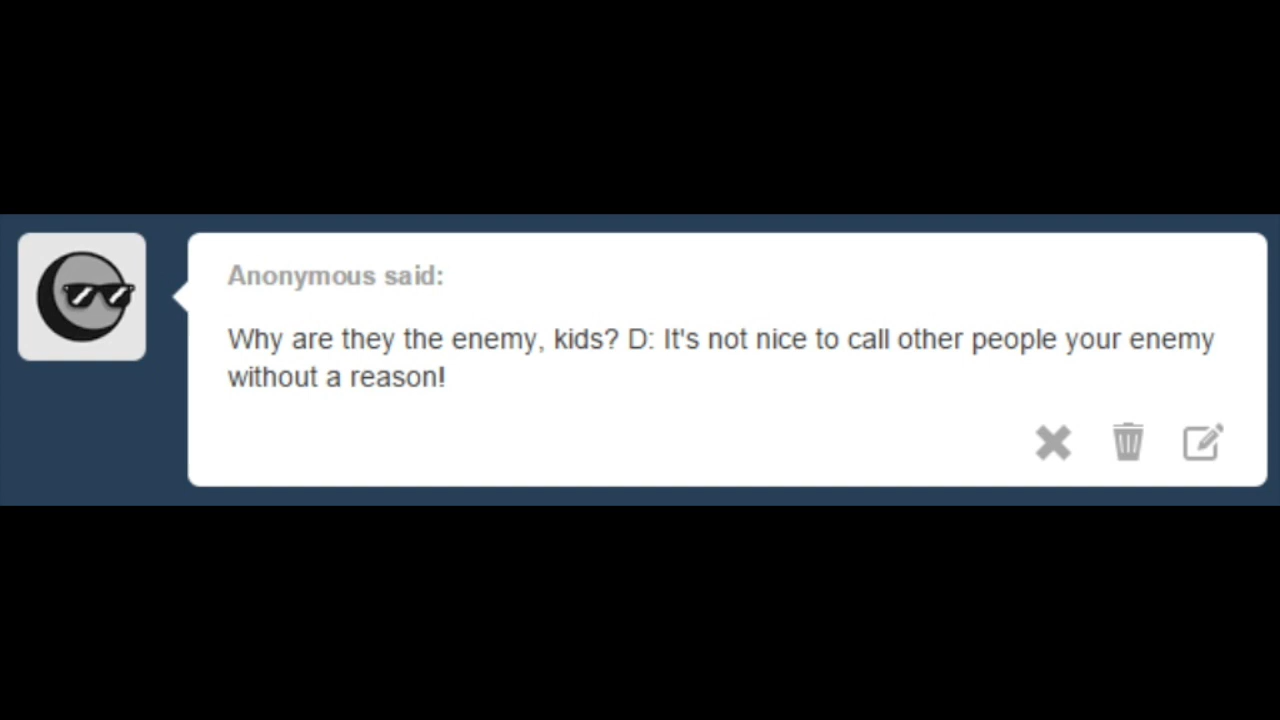 Anonymous said:
Why are they the enemy, kids? D: It's not nice to call other people your enemy
without a reason!